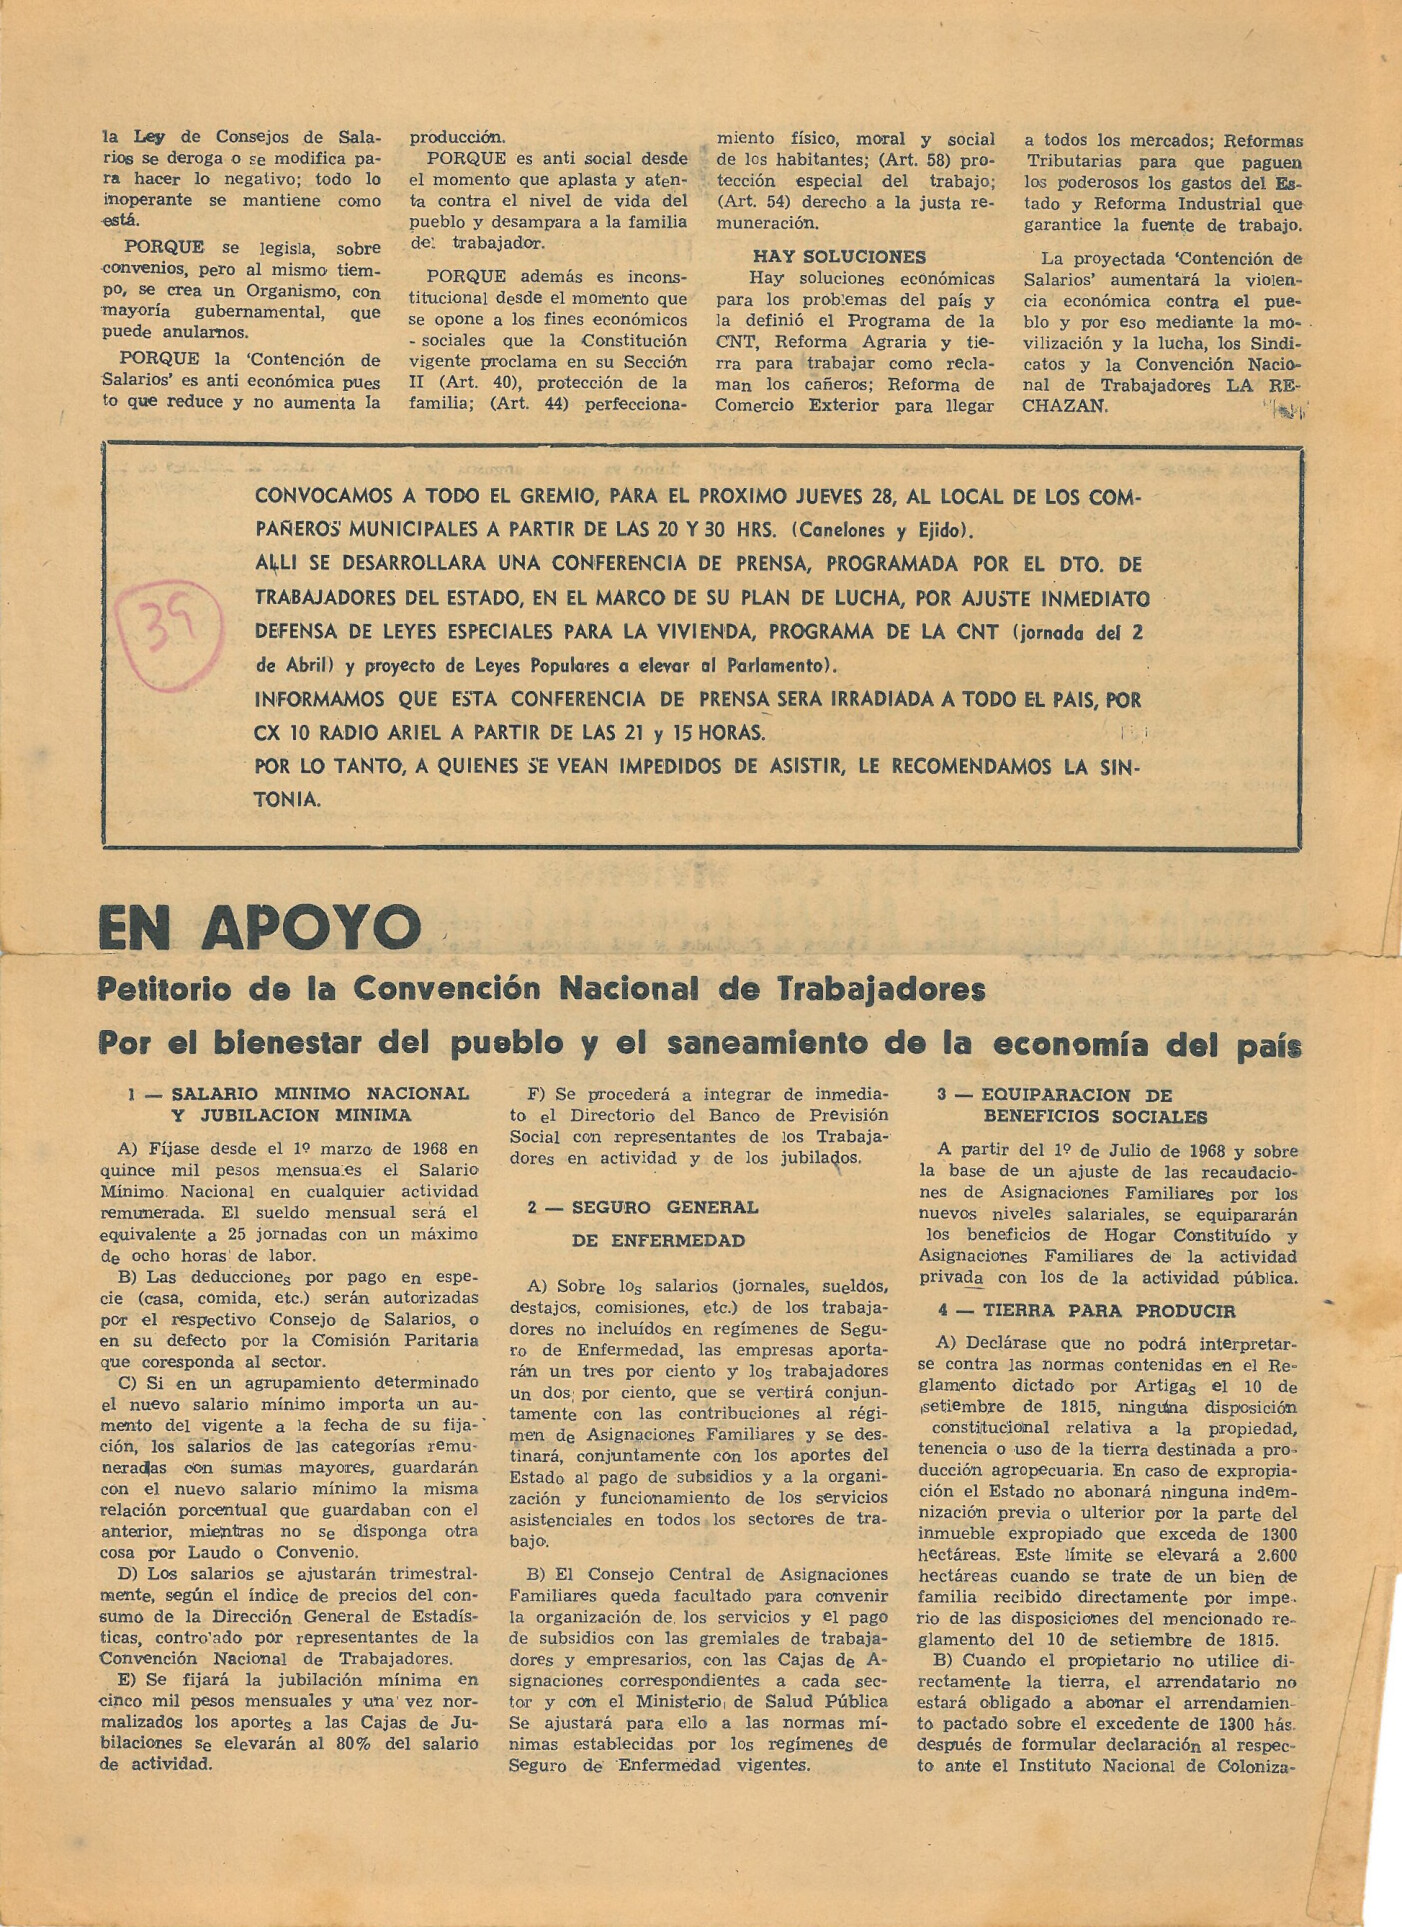 la Ley de Consejos de Sala-
rios se deroga o se modifica pa-
ra hacer lo negativo; todo lo
inoperante se mantiene como
está.
PORQUE se legisla, sobre
convenios, pero al mismo tiem-
po, se crea un Organismo, con
mayoría gubernamental, que
puede anularnos.
PORQUE la 'Contención de
Salarios' es anti económica pues
to que reduce y no aumenta la
producción.
PORQUE es anti social desde
el momento que aplasta y aten-
ta contra el nivel de vida del
pueblo y desampara a la familia
del trabajador.
PORQUE además es incons-
titucional desde el momento que
se opone a los fines económicos
- sociales que la Constitución
vigente proclama en su Sección
II (Art. 40), protección de la
familia; (Art. 44) perfecciona-
miento físico, moral y social
de los habitantes; (Art. 58) pro-
tección especial del trabajo;
(Art. 54) derecho a la justa re-
muneración.
HAY SOLUCIONES
Hay soluciones económicas
para los problemas del país y
la definió el Programa de la
CNT, Reforma Agraria y tie-
rra para trabajar como recla-
man los cañeros; Reforma de
Comercio Exterior para llegar
a todos los mercados; Reformas
Tributarias para que paguen
los poderosos los gastos del Es-
tado y Reforma Industrial que
garantice la fuente de trabajo.
La proyectada 'Contención de
Salarios' aumentará la violen-
cia económica contra el pue-
blo y por eso mediante la mo-
vilización y la lucha, los Sindi-
catos y la Convención Nacio-
nal de Trabajadores LA RE-
CHAZAN.
CONVOCAMOS A TODO EL GREMIO, PARA EL PROXIMO JUEVES 28, AL LOCAL DE LOS COM-
PAÑEROS MUNICIPALES A PARTIR DE LAS 20 Y 30 HRS. (Canelones y Ejido).
ALLI SE DESARROLLARA UNA CONFERENCIA DE PRENSA, PROGRAMADA POR EL DTO. DE
TRABAJADORES DEL ESTADO, EN EL MARCO DE SU PLAN DE LUCHA, POR AJUSTE INMEDIATO
DEFENSA DE LEYES ESPECIALES PARA LA VIVIENDA, PROGRAMA DE LA CNT (jornada del 2
de Abril) y proyecto de Leyes Populares a elevar al Parlamento).
INFORMAMOS QUE ESTA CONFERENCIA DE PRENSA SERA IRRADIADA A TODO EL PAIS, POR
CX 10 RADIO ARIEL A PARTIR DE LAS 21 y 15 HORAS.
POR LO TANTO, A QUIENES SE VEAN IMPEDIDOS DE ASISTIR, LE RECOMENDAMOS LA SIN-
TONIA.
39
EN APOYO
Petitorio de la Convención Nacional de Trabajadores
Por el bienestar del pueblo y el saneamiento de la economía del país
1 — SALARIO MINIMO NACIONAL
Y JUBILACION MINIMA
A) Fíjase desde el 1º marzo de 1968 en
quince mil pesos mensuales el Salario
Mínimo Nacional en cualquier actividad
remunerada. El sueldo mensual será el
equivalente a 25 jornadas con un máximo
de ocho horas de labor.
B) Las deducciones por pago en espe-
cie (casa, comida, etc.) serán autorizadas
por el respectivo Consejo de Salarios, o
en su defecto por la Comisión Paritaria
que coresponda al sector.
C) Si en un agrupamiento determinado
el nuevo salario mínimo importa un au-
mento del vigente a la fecha de su fija-
ción, los salarios de las categorías remu-
neradas con sumas mayores, guardarán
con el nuevo salario mínimo la misma
relación porcentual que guardaban con el
anterior, mientras no se disponga otra
cosa por Laudo o Convenio.
D) Los salarios se ajustarán trimestral-
mente, según el índice de precios del con-
sumo de la Dirección General de Estadís-
ticas, controlado por representantes de la
Convención Nacional de Trabajadores.
E) Se fijará la jubilación mínima en
cinco mil pesos mensuales y una vez nor-
malizados los aportes a las Cajas de Ju-
bilaciones se elevarán al 80% del salario
de actividad.
F) Se procederá a integrar de inmedia-
to el Directorio del Banco de Previsión
Social con representantes de los Trabaja-
dores en actividad y de los jubilados.
2 — SEGURO GENERAL
DE ENFERMEDAD
A) Sobre los salarios (jornales, sueldos,
destajos, comisiones, etc.) de los trabaja-
dores no incluídos en regímenes de Segu-
ro de Enfermedad, las empresas aporta-
rán un tres por ciento y los trabajadores
un dos por ciento, que se vertirá conjun-
tamente con las contribuciones al régi-
men de Asignaciones Familiares y se des-
tinará, conjuntamente con los aportes del
Estado al pago de subsidios y a la organi-
zación y funcionamiento de los servicios
asistenciales en todos los sectores de tra-
bajo.
B) El Consejo Central de Asignaciones
Familiares queda facultado para convenir
la organización de los servicios y el pago
de subsidios con las gremiales de trabaja-
dores y empresarios, con las Cajas de A-
signaciones correspondientes a cada sec-
tor y con el Ministerio de Salud Pública
Se ajustará para ello a las normas mí-
nimas establecidas por los regímenes de
Seguro de Enfermedad vigentes.
3 — EQUIPARACION DE
BENEFICIOS SOCIALES
A partir del 1º de Julio de 1968 y sobre
la base de un ajuste de las recaudacio-
nes de Asignaciones Familiares por los
nuevos niveles salariales, se equipararán
los beneficios de Hogar Constituído y
Asignaciones Familiares de la actividad
privada con los de la actividad pública.
4 — TIERRA PARA PRODUCIR
A) Declárase que no podrá interpretar-
se contra las normas contenidas en el Re-
glamento dictado por Artigas el 10 de
setiembre de 1815, ninguna disposición
constitucional relativa a la propiedad,
tenencia o uso de la tierra destinada a pro-
ducción agropecuaria. En caso de expropia-
ción el Estado no abonará ninguna indem-
nización previa o ulterior por la parte del
inmueble expropiado que exceda de 1300
hectáreas. Este límite se elevará a 2.600
hectáreas cuando se trate de un bien de
familia recibido directamente por impe-
rio de las disposiciones del mencionado re-
glamento del 10 de setiembre de 1815.
B) Cuando el propietario no utilice di-
rectamente la tierra, el arrendatario no
estará obligado a abonar el arrendamien-
to pactado sobre el excedente de 1300 hás.
después de formular declaración al respec-
to ante el Instituto Nacional de Coloniza-